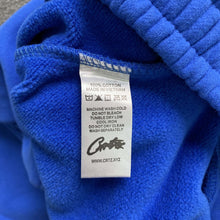 100% COTTON
MADE IN VIETNAM
MACHINE WASH COLD
DO NOT BLEACH
TUMBLE DRY LOW
COOL IRON
DO NOT DRY CLEAN
WASH SEPARATELY
Crtz
WWW.CRTZ.XYZ